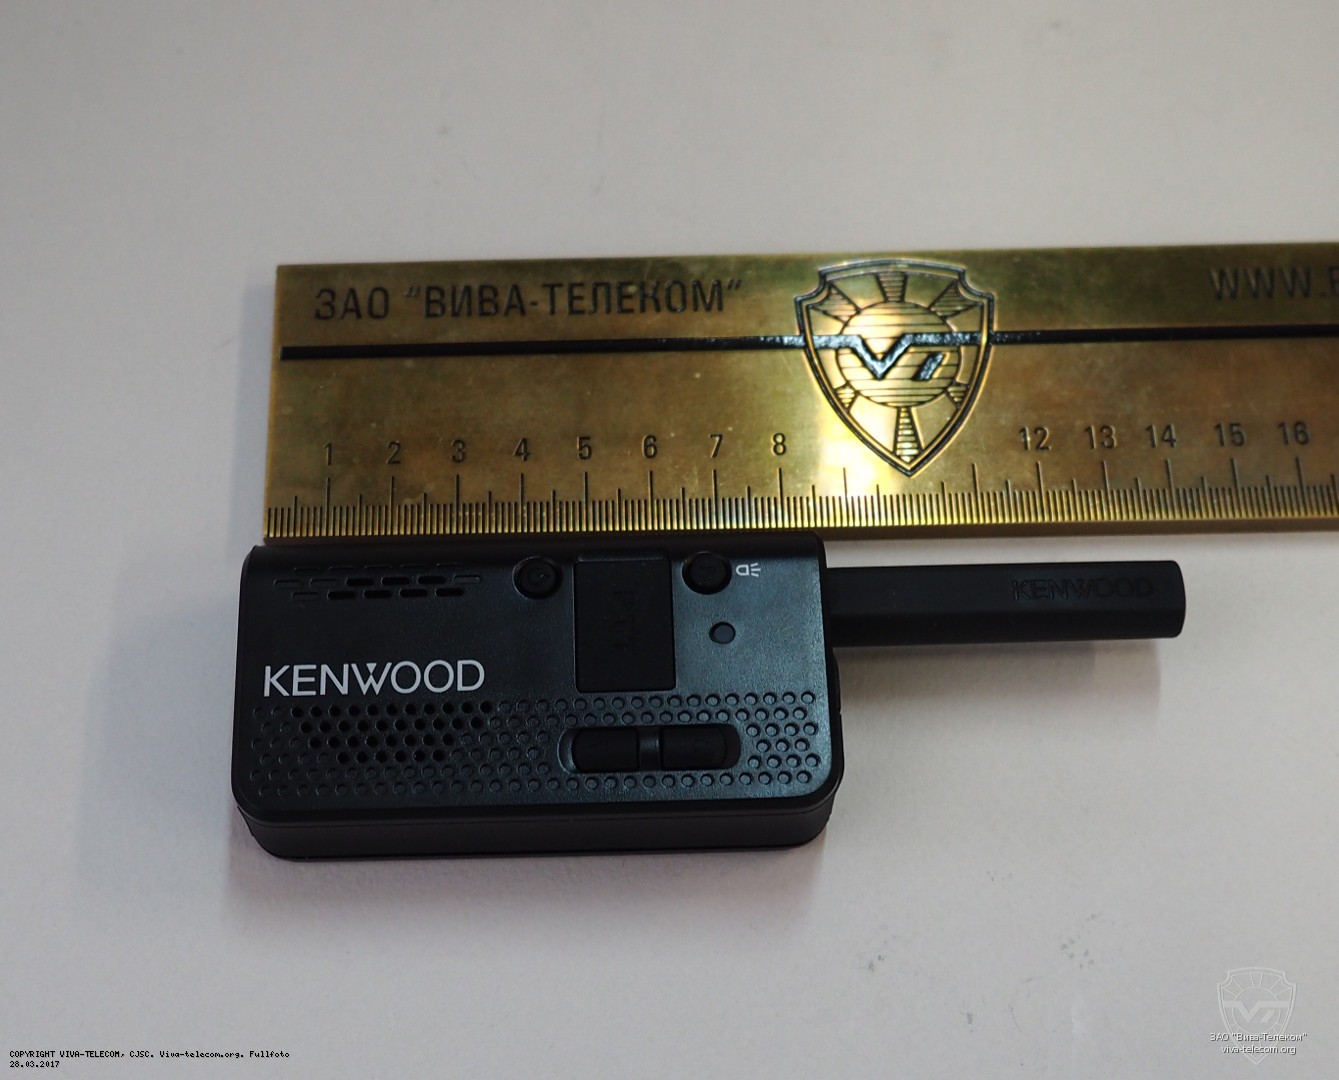 ЗАО "ВИВА-ТЕЛЕКОМ"
WWW.
1 2 3 4 5 6 7 8 12 13 14 15 16
KENWOOD
KENWOOD
COPYRIGHT VIVA-TELECOM, CJSC. Viva-telecom.org. Fullfoto
28.03.2017
ЗАО "Вива-Телеком"
viva-telecom.org